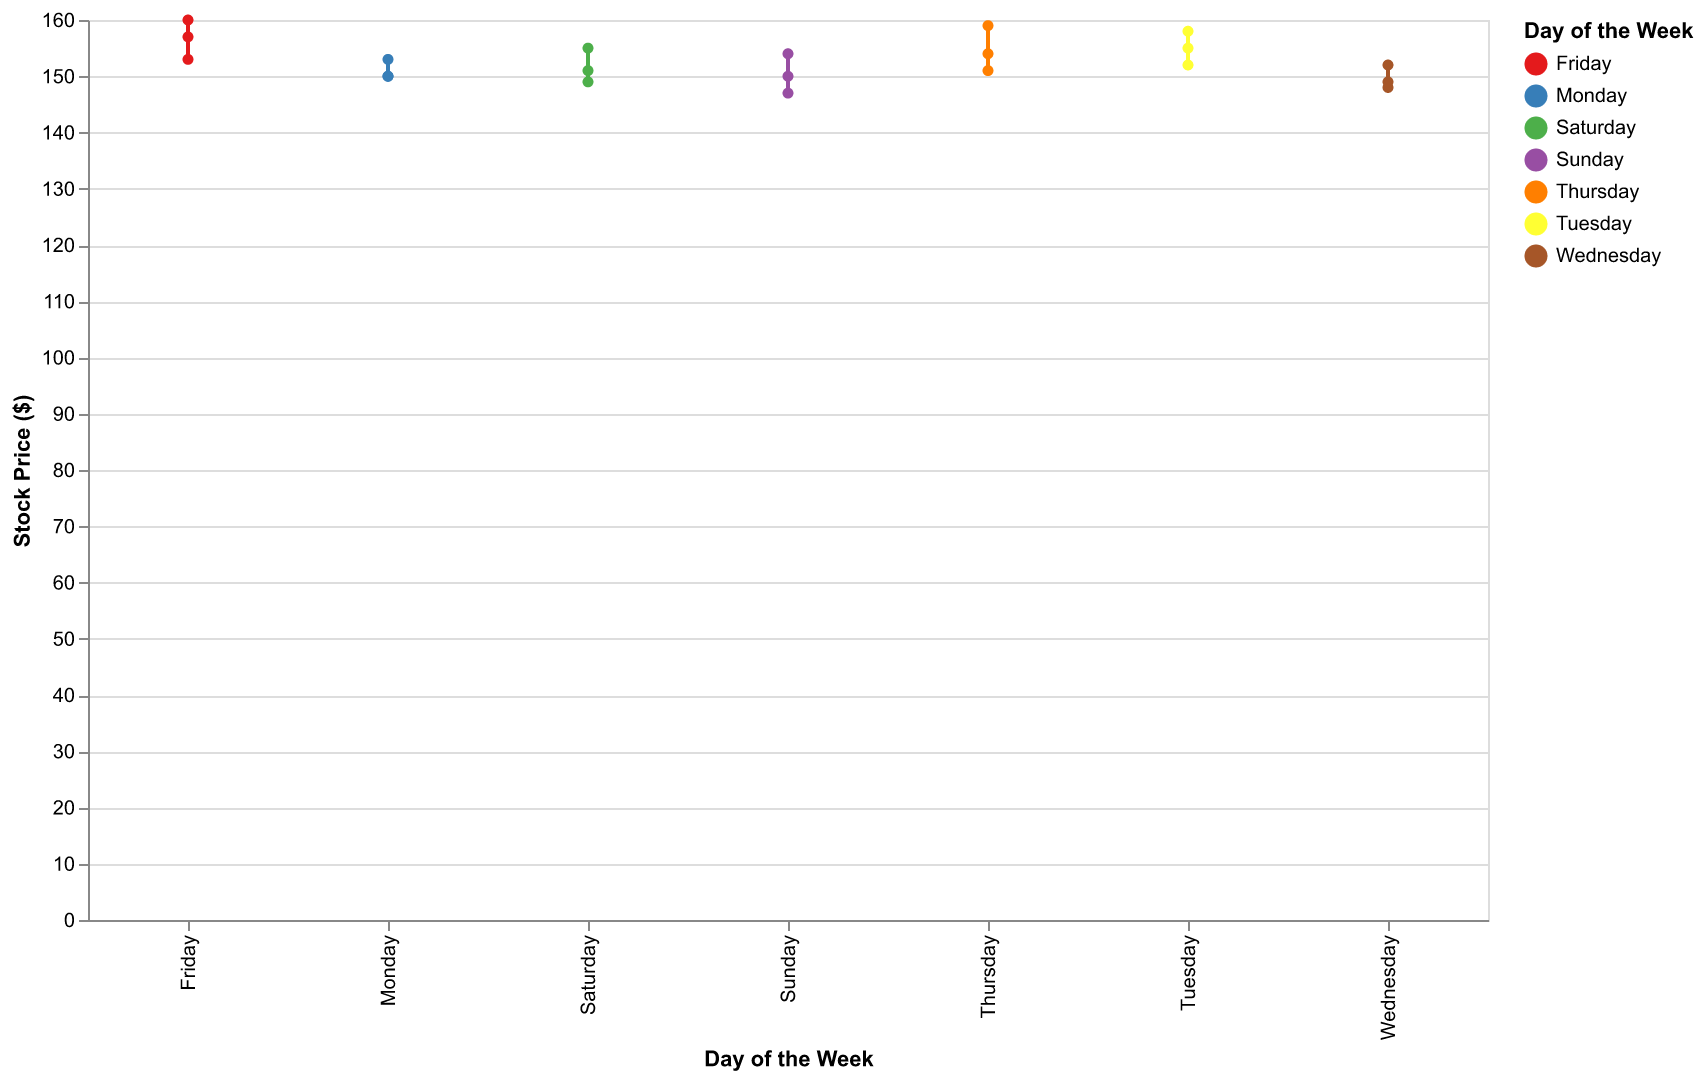 160
150
140
130
120
110
100
90
80
70
60
50
40
30
20
10
0
Stock Price ($)
Friday
Monday
Saturday
Sunday
Thursday
Tuesday
Wednesday
Day of the Week
Day of the Week
Friday
Monday
Saturday
Sunday
Thursday
Tuesday
Wednesday